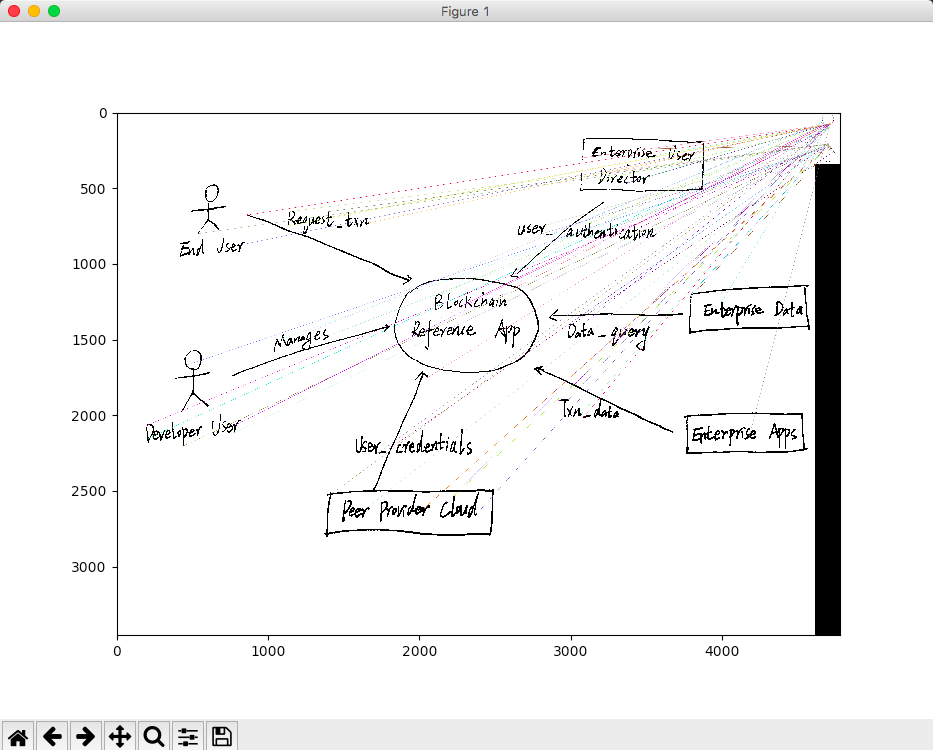 Figure 1
0
Enterprise User
Director
500
Request_txn
End User
user_authentication
1000
Blockchain
Reference App
Enterprise Data
Manages
Data_query
1500
2000
Txn_data
Developer User
Enterprise Apps
User_credentials
2500
Peer Provider Cloud
3000
0 1000 2000 3000 4000